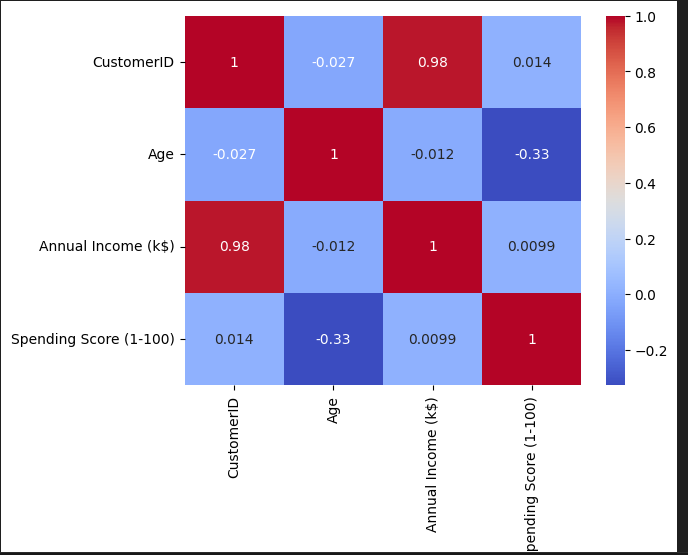 CustomerID 1 -0.027 0.98 0.014
Age -0.027 1 -0.012 -0.33
Annual Income (k$) 0.98 -0.012 1 0.0099
Spending Score (1-100) 0.014 -0.33 0.0099 1
CustomerID
Age
Annual Income (k$)
pending Score (1-100)
1.0
0.8
0.6
0.4
0.2
0.0
−0.2